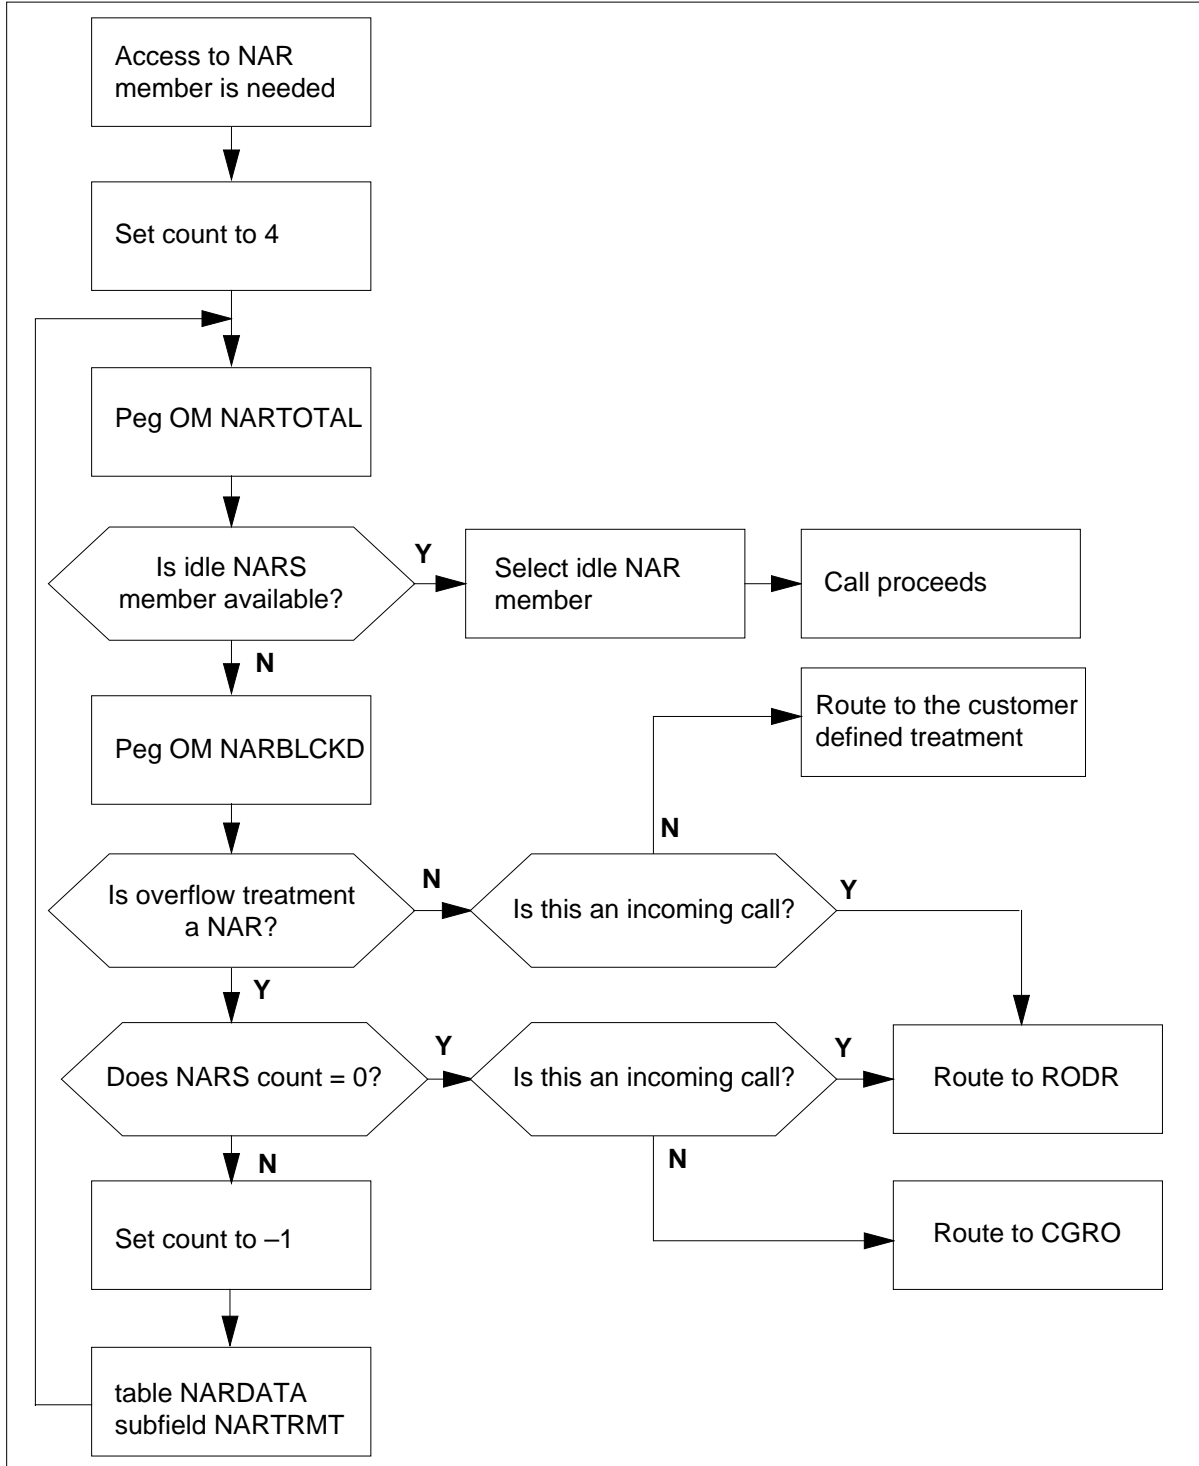 Access to NAR
member is needed
Set count to 4
Peg OM NARTOTAL
Is idle NARS
member available?
Y
Select idle NAR
member
Call proceeds
N
Route to the customer
defined treatment
Peg OM NARBLCKD
N
Is overflow treatment
a NAR?
N
Is this an incoming call?
Y
Y
Does NARS count = 0?
Y
Is this an incoming call?
Y
Route to RODR
N
N
Set count to –1
Route to CGRO
table NARDATA
subfield NARTRMT